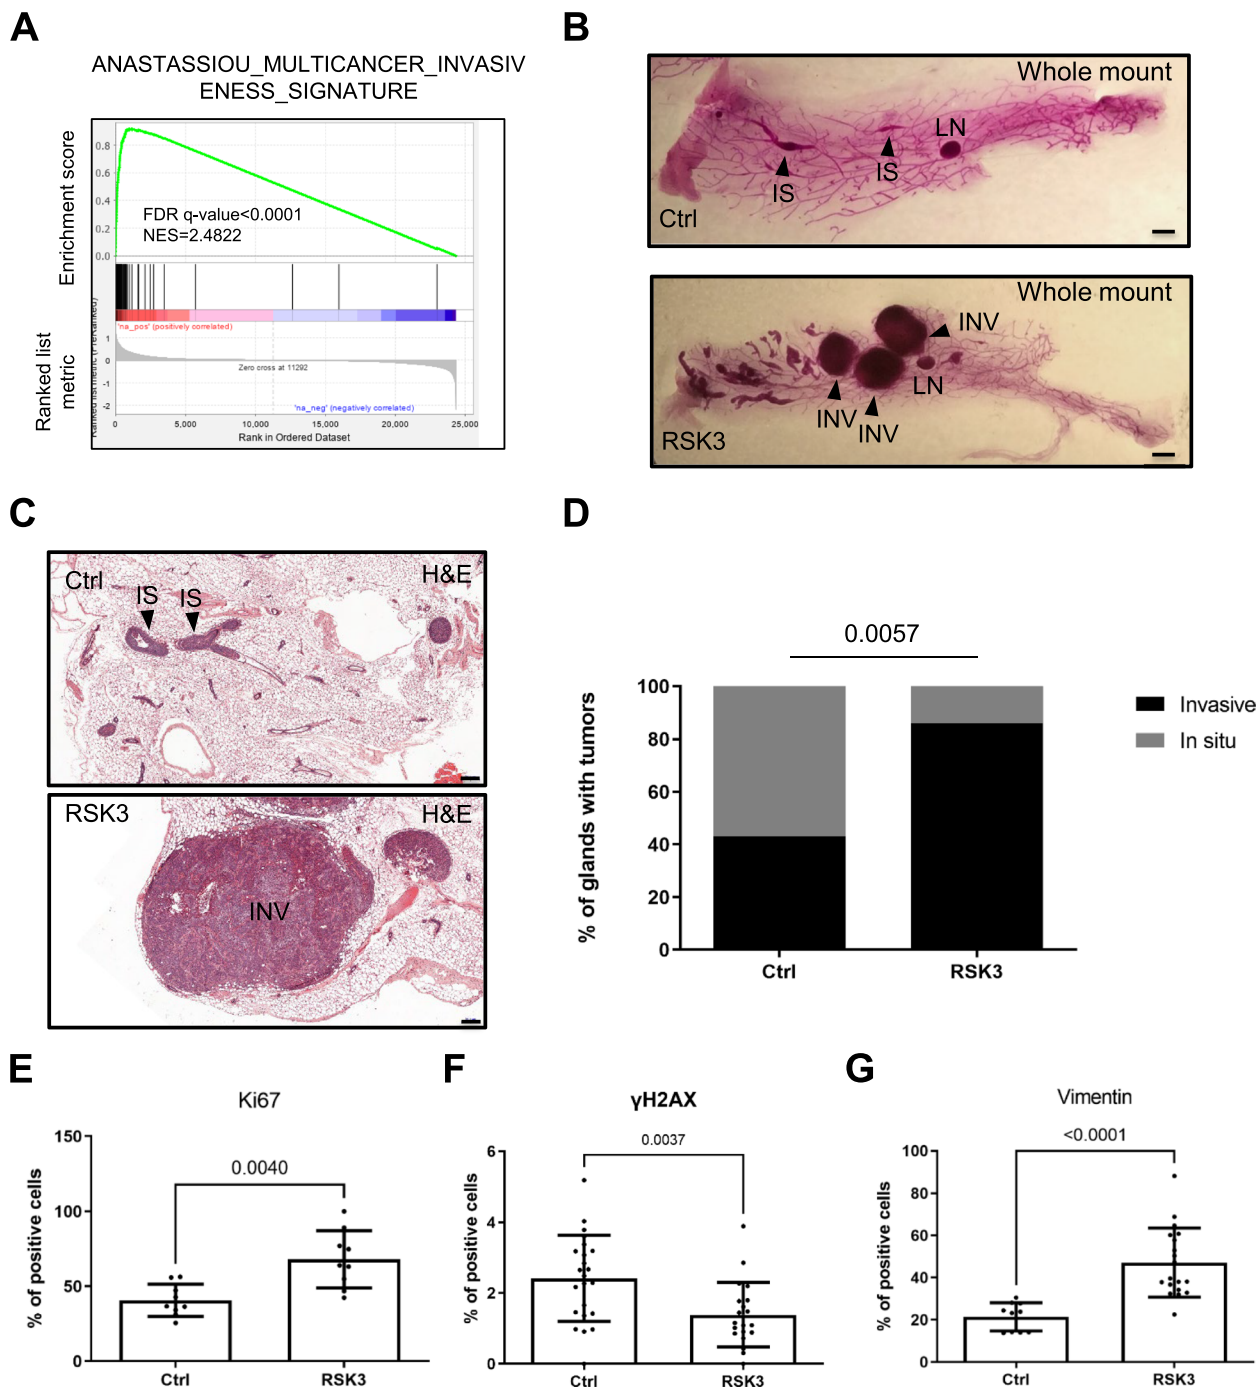 A
ANASTASSIOU_MULTICANCER_INVASIV
ENESS_SIGNATURE
Enrichment score
0.8
0.6
0.4
0.2
0.0
FDR q-value<0.0001
NES=2.4822
'na_pos' (positively correlated)
Ranked list
metric
Ranked list metric (PreRanked)
1
0
-1
-2
Zero cross at 11292
'na_neg' (negatively correlated)
0
5,000
10,000
15,000
20,000
25,000
Rank in Ordered Dataset
B
Whole mount
LN
IS
IS
Ctrl
Whole mount
INV
LN
INV
INV
RSK3
C
Ctrl
IS
IS
H&E
RSK3
H&E
INV
D
0.0057
% of glands with tumors
100
80
60
40
20
0
Ctrl
RSK3
Invasive
In situ
E
Ki67
% of positive cells
150
100
50
0
0.0040
Ctrl
RSK3
F
γH2AX
% of positive cells
6
4
2
0
0.0037
Ctrl
RSK3
G
Vimentin
% of positive cells
100
80
60
40
20
0
<0.0001
Ctrl
RSK3